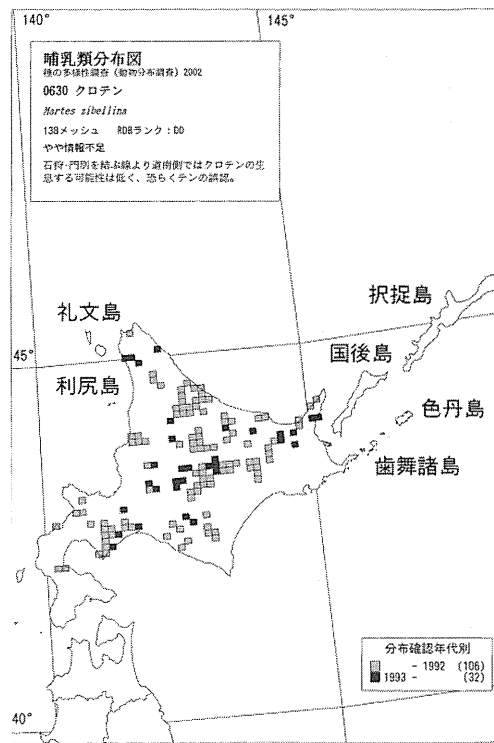 140°
145°
哺乳類分布図
種の多様性調査(動物分布調査)2002
0630 クロテン
Martes zibellina
138メッシュ RDBランク:DD
やや情報不足
石狩-門別を結ぶ線より道南側ではクロテンの生
息する可能性は低く、恐らくテンの誤認。
択捉島
礼文島
国後島
45°
利尻島
色丹島
歯舞諸島
分布確認年代別
- 1992 (106)
1993 - (32)
40°